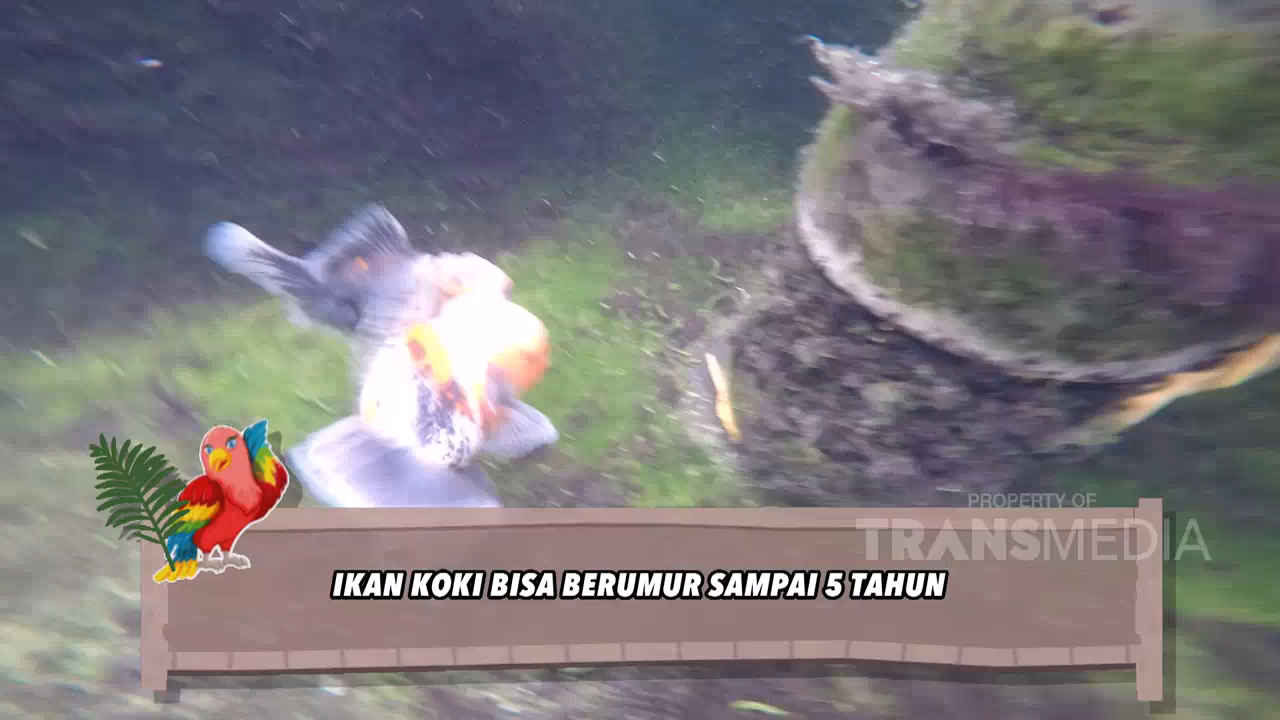 PROPERTY OF
TRANSMEDIA
IKAN KOKI BISA BERUMUR SAMPAI 5 TAHUN